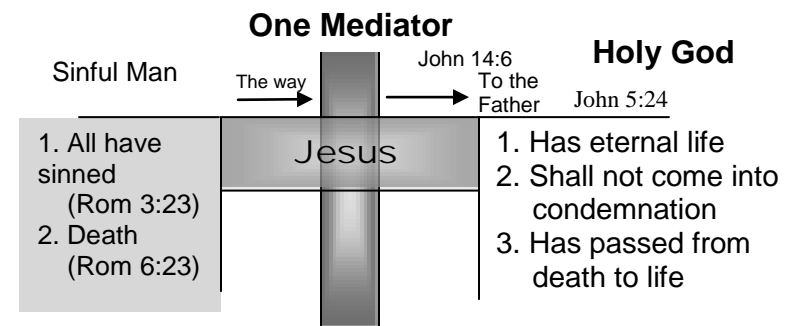 One Mediator
Sinful Man
The way
John 14:6
To the
Father
Holy God
John 5:24
1. All have
sinned
(Rom 3:23)
2. Death
(Rom 6:23)
Jesus
1. Has eternal life
2. Shall not come into
condemnation
3. Has passed from
death to life